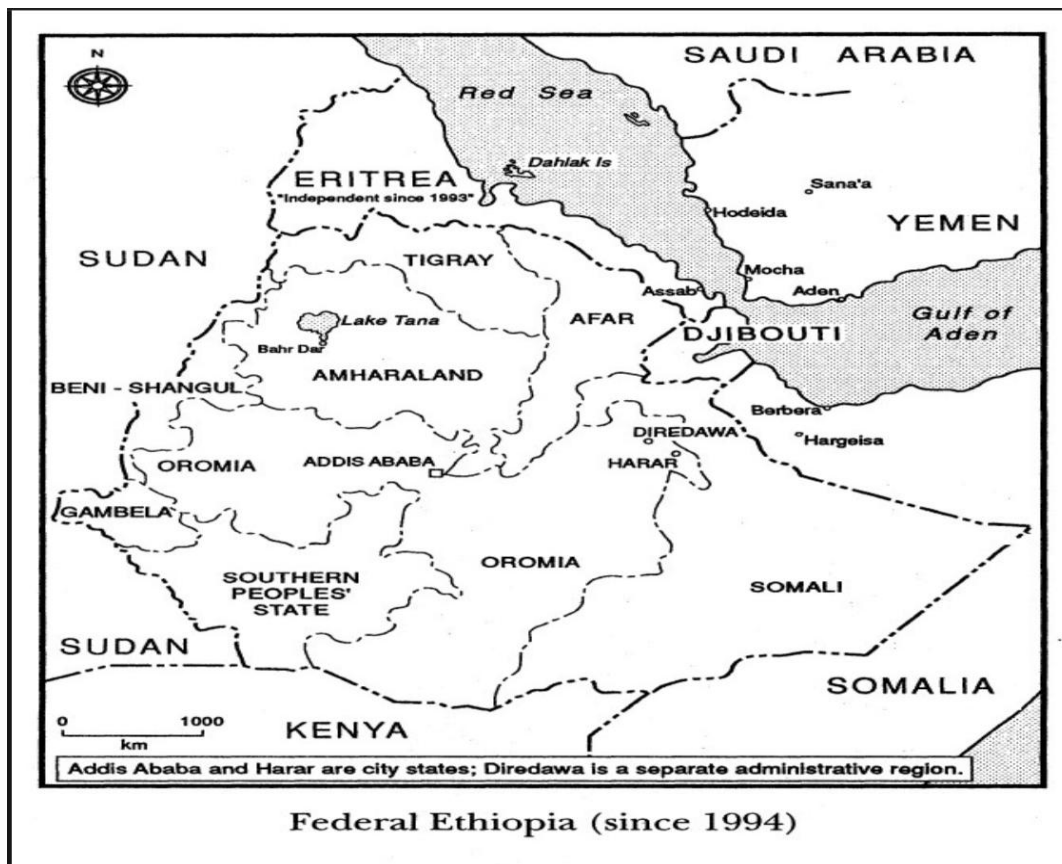 N
SAUDI ARABIA
Red Sea
Dahlak Is
Sana'a
ERITREA
"Independent since 1993"
Hodeida
YEMEN
SUDAN
TIGRAY
Mocha
Assab
Aden
Lake Tana
AFAR
Gulf of
Aden
DJIBOUTI
Bahr Dar
AMHARALAND
BENI - SHANGUL
Berbera
DIREDAWA
Hargeisa
OROMIA
ADDIS ABABA
HARAR
GAMBELA
OROMIA
SOUTHERN
PEOPLES'
STATE
SOMALI
SUDAN
SOMALIA
0 1000
km
KENYA
Addis Ababa and Harar are city states; Diredawa is a separate administrative region.
Federal Ethiopia (since 1994)